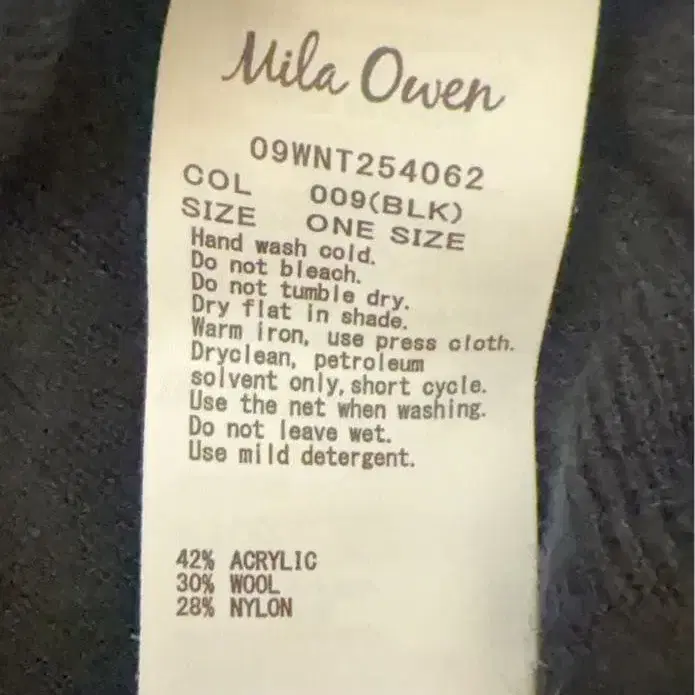 Mila Owen
09WNT254062
COL 009(BLK)
SIZE ONE SIZE
Hand wash cold.
Do not bleach.
Do not tumble dry.
Dry flat in shade.
Warm iron, use press cloth.
Dryclean, petroleum
solvent only, short cycle.
Use the net when washing.
Do not leave wet.
Use mild detergent.
42% ACRYLIC
30% WOOL
28% NYLON